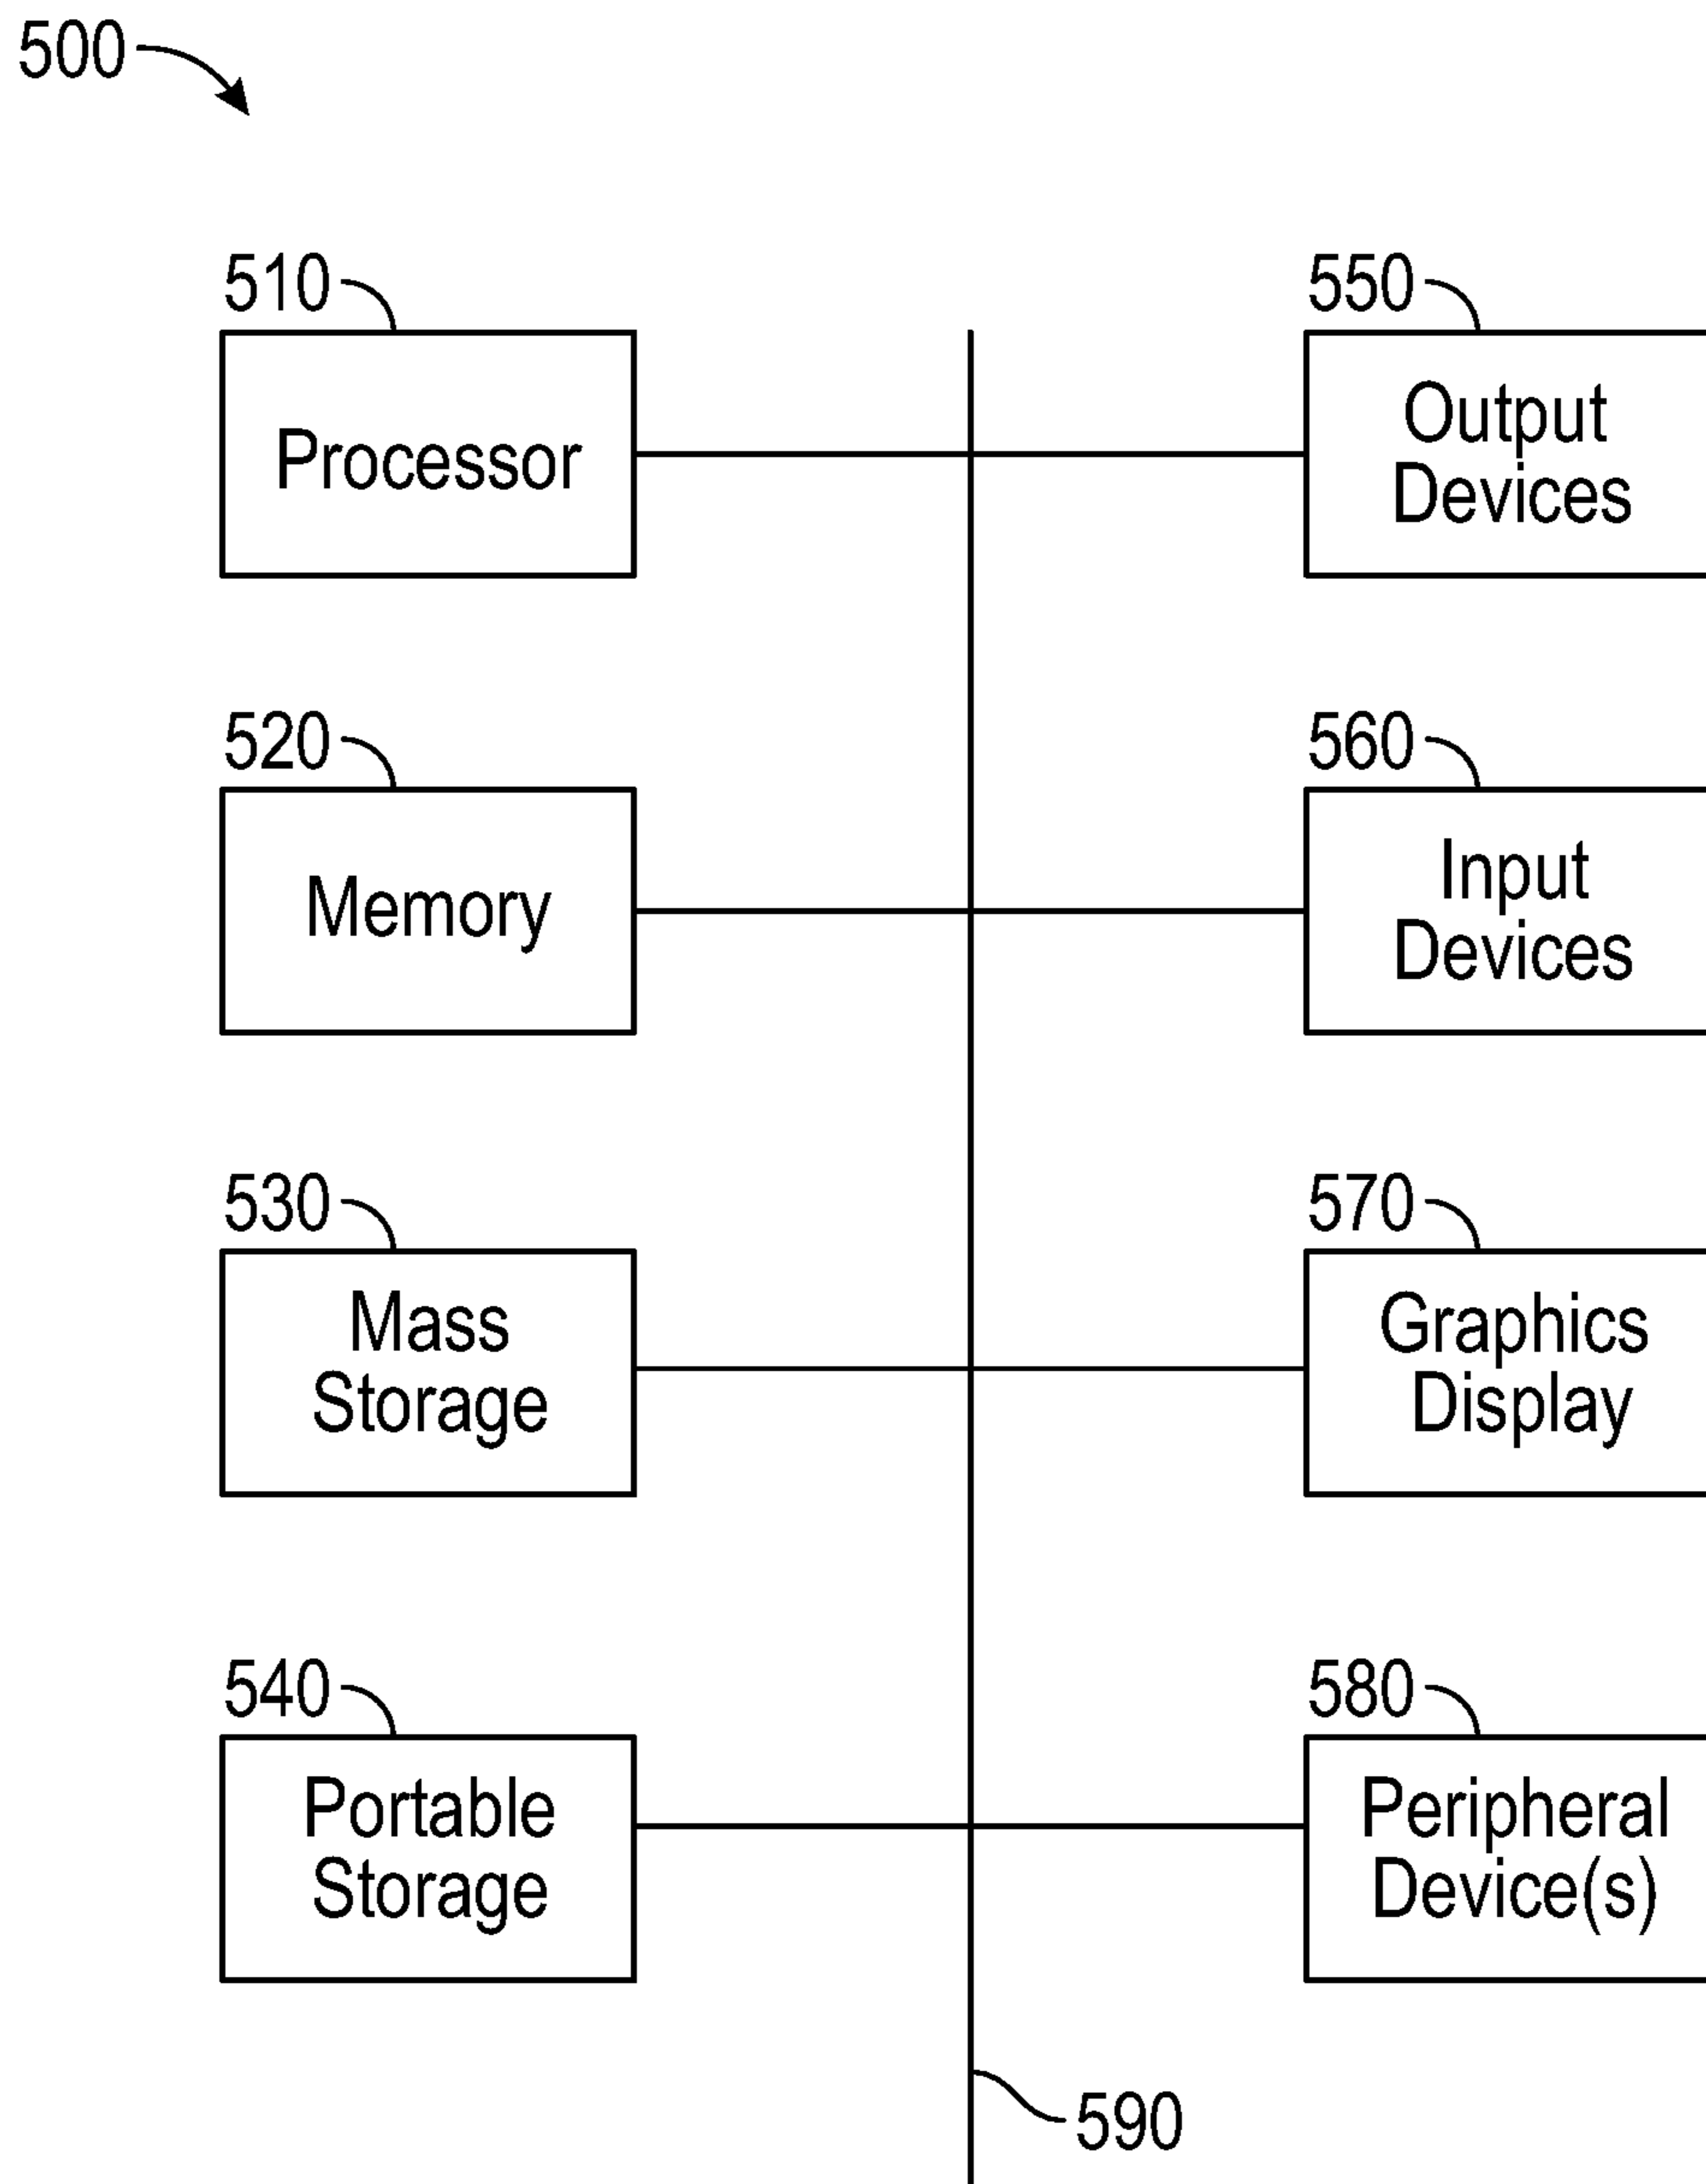 500
510
Processor
550
Output
Devices
520
Memory
560
Input
Devices
530
Mass
Storage
570
Graphics
Display
540
Portable
Storage
580
Peripheral
Device(s)
590